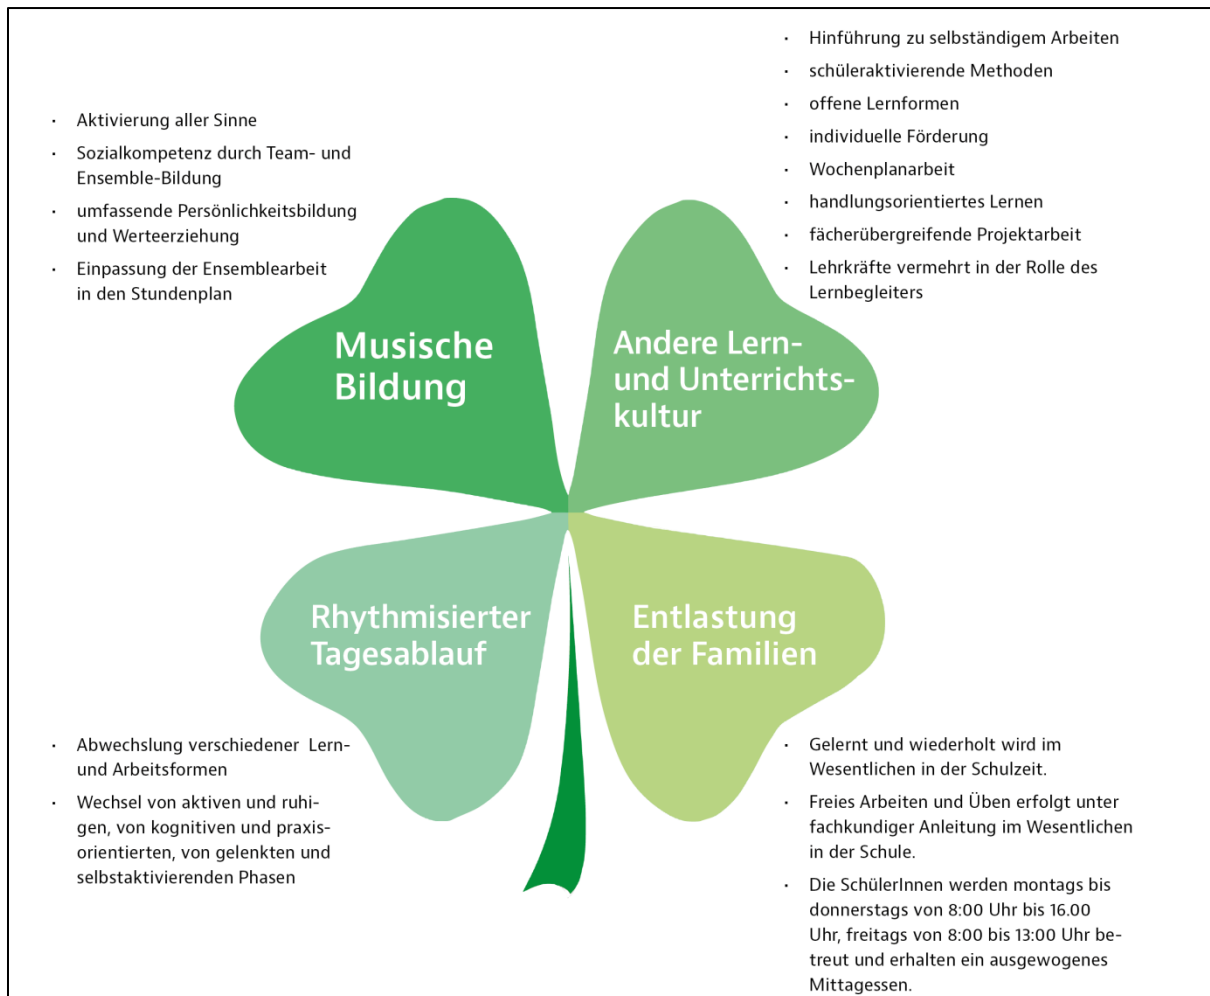 · Aktivierung aller Sinne
· Sozialkompetenz durch Team- und
Ensemble-Bildung
· umfassende Persönlichkeitsbildung
und Werteerziehung
· Einpassung der Ensemblearbeit
in den Stundenplan
Musische
Bildung
· Hinführung zu selbständigem Arbeiten
· schüleraktivierende Methoden
· offene Lernformen
· individuelle Förderung
· Wochenplanarbeit
· handlungsorientiertes Lernen
· fächerübergreifende Projektarbeit
· Lehrkräfte vermehrt in der Rolle des
Lernbegleiters
Andere Lern-
und Unterrichts-
kultur
Rhythmisierter
Tagesablauf
· Abwechslung verschiedener Lern-
und Arbeitsformen
· Wechsel von aktiven und ruhi-
gen, von kognitiven und praxis-
orientierten, von gelenkten und
selbstaktivierenden Phasen
Entlastung
der Familien
· Gelernt und wiederholt wird im
Wesentlichen in der Schulzeit.
· Freies Arbeiten und Üben erfolgt unter
fachkundiger Anleitung im Wesentlichen
in der Schule.
· Die SchülerInnen werden montags bis
donnerstags von 8:00 Uhr bis 16.00
Uhr, freitags von 8:00 bis 13:00 Uhr be-
treut und erhalten ein ausgewogenes
Mittagessen.